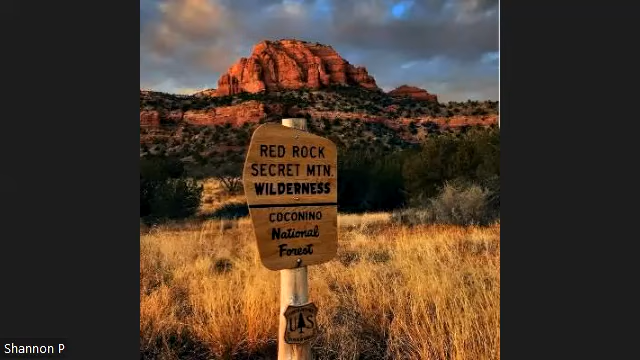 RED ROCK
SECRET MTN.
WILDERNESS
COCONINO
National
Forest
U S
Shannon P